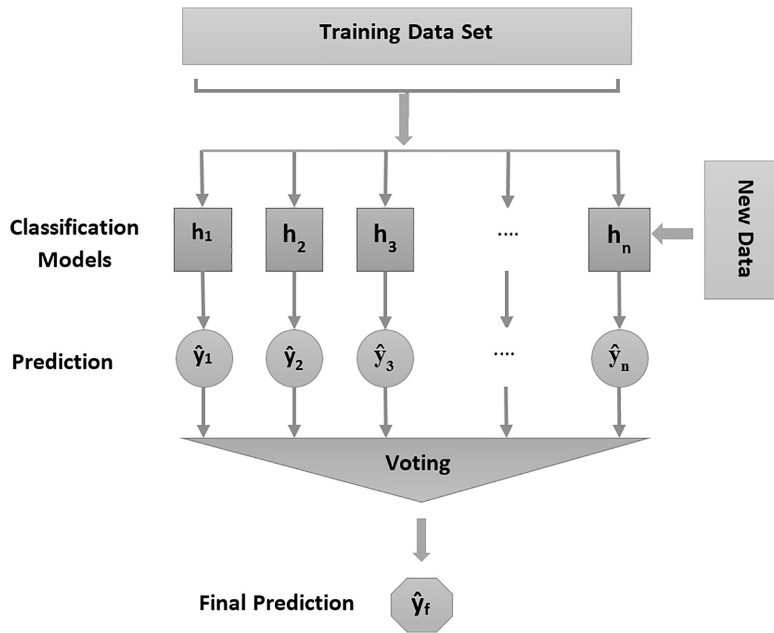 Training Data Set
Classification
Models
h1
h2
h3
....
hn
New Data
Prediction
ŷ1
ŷ2
ŷ3
....
ŷn
Voting
Final Prediction
ŷf